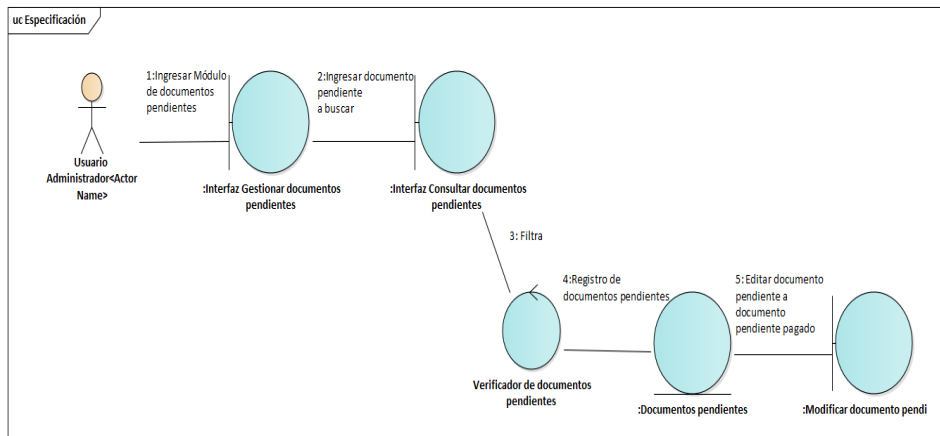 uc Especificación
1:Ingresar Módulo
de documentos
pendientes
2:Ingresar documento
pendiente
a buscar
Usuario
Administrador<Actor
Name>
:Interfaz Gestionar documentos
pendientes
:Interfaz Consultar documentos
pendientes
3: Filtra
4:Registro de
documentos pendientes
5:Editar documento
pendiente a
documento
pendiente pagado
Verificador de documentos
pendientes
:Documentos pendientes
:Modificar documento pendi